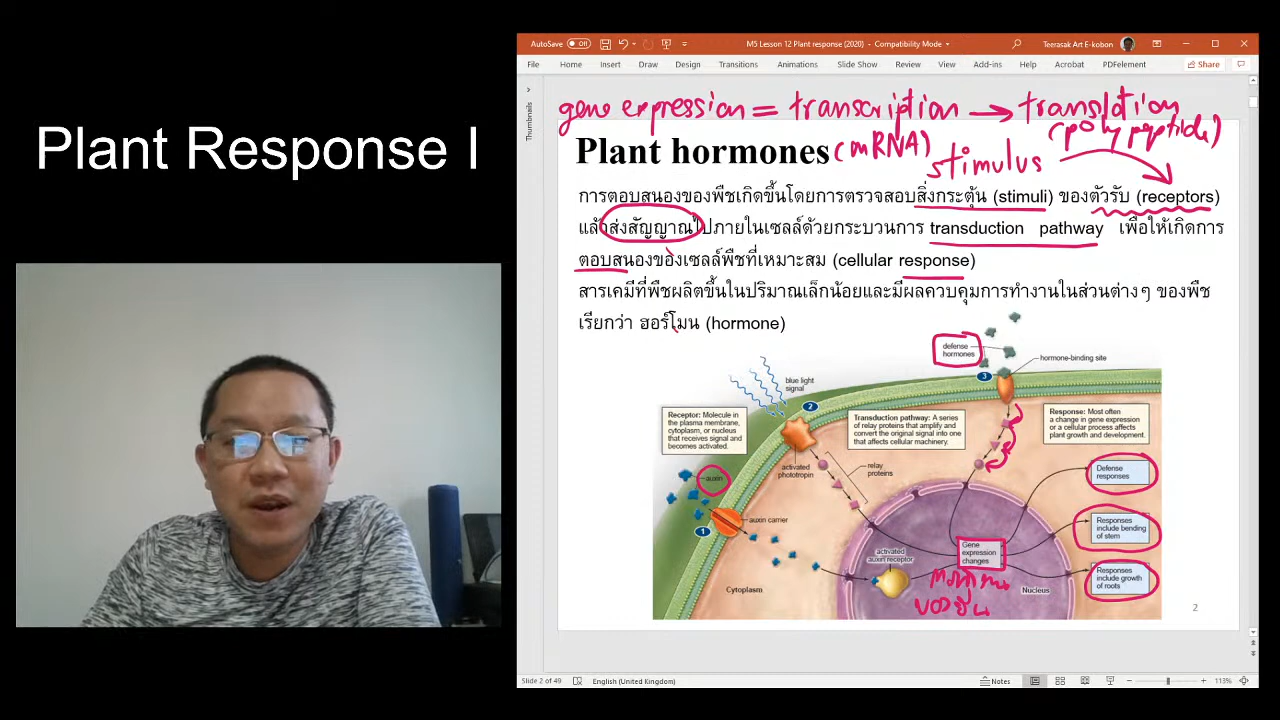 Plant Response I
AutoSave Off
M5 Lesson 12 Plant response (2020) - Compatibility Mode
Teerasak Art E-kobon
File Home Insert Draw Design Transitions Animations Slide Show Review View Add-ins Help Acrobat PDFelement Share
Thumbnails
gene expression = transcription → translation
(mRNA)
(polypeptide)
stimulus
Plant hormones
การตอบสนองของพืชเกิดขึ้นโดยการตรวจสอบสิ่งกระตุ้น (stimuli) ของตัวรับ (receptors)
แล้วส่งสัญญาณไปภายในเซลล์ด้วยกระบวนการ transduction pathway เพื่อให้เกิดการ
ตอบสนองของเซลล์พืชที่เหมาะสม (cellular response)
สารเคมีที่พืชผลิตขึ้นในปริมาณเล็กน้อยและมีผลควบคุมการทำงานในส่วนต่างๆ ของพืช
เรียกว่า ฮอร์โมน (hormone)
defense
hormones
hormone-binding site
3
blue light
signal
2
Receptor: Molecule in
the plasma membrane,
cytoplasm, or nucleus
that receives signal and
becomes activated.
Transduction pathway: A series
of relay proteins that amplify and
convert the original signal into one
that affects cellular machinery.
Response: Most often
a change in gene expression
or a cellular process affects
plant growth and development.
activated
phototropin
relay
proteins
auxin
auxin carrier
1
Defense
responses
Responses
include bending
of stem
Responses
include growth
of roots
activated
auxin receptor
Gene
expression
changes
Cytoplasm
Nucleus
2
Slide 2 of 49
English (United Kingdom)
Notes
113%